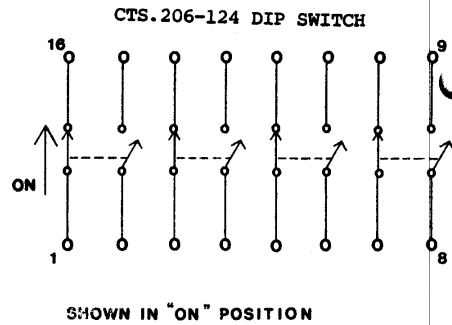 CTS.206-124 DIP SWITCH
16 9
ON
1 8
SHOWN IN "ON" POSITION